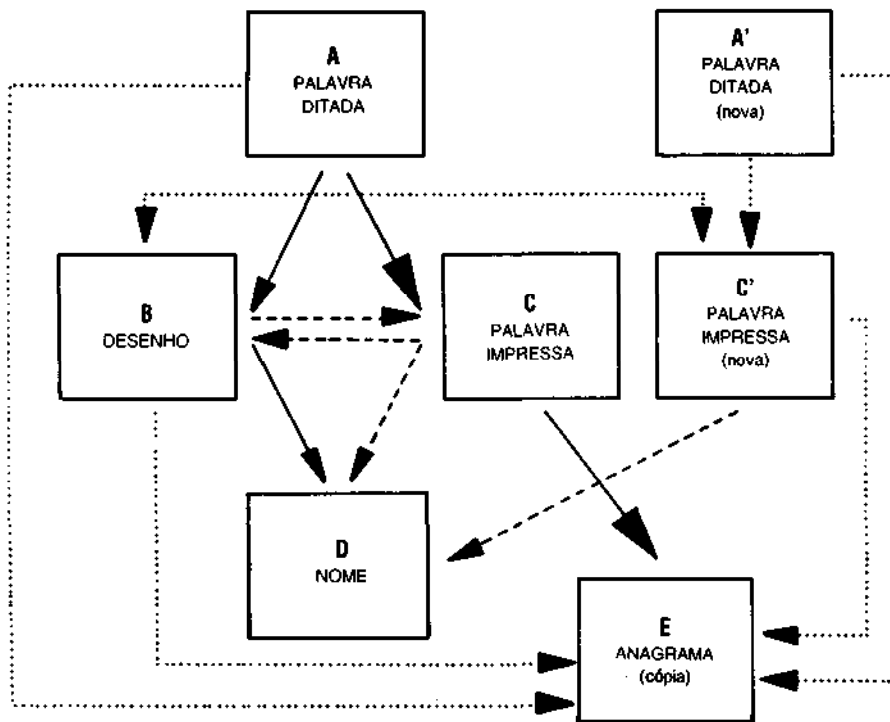 A
PALAVRA
DITADA
A'
PALAVRA
DITADA
(nova)
B
DESENHO
C
PALAVRA
IMPRESSA
C'
PALAVRA
IMPRESSA
(nova)
D
NOME
E
ANAGRAMA
(cópia)